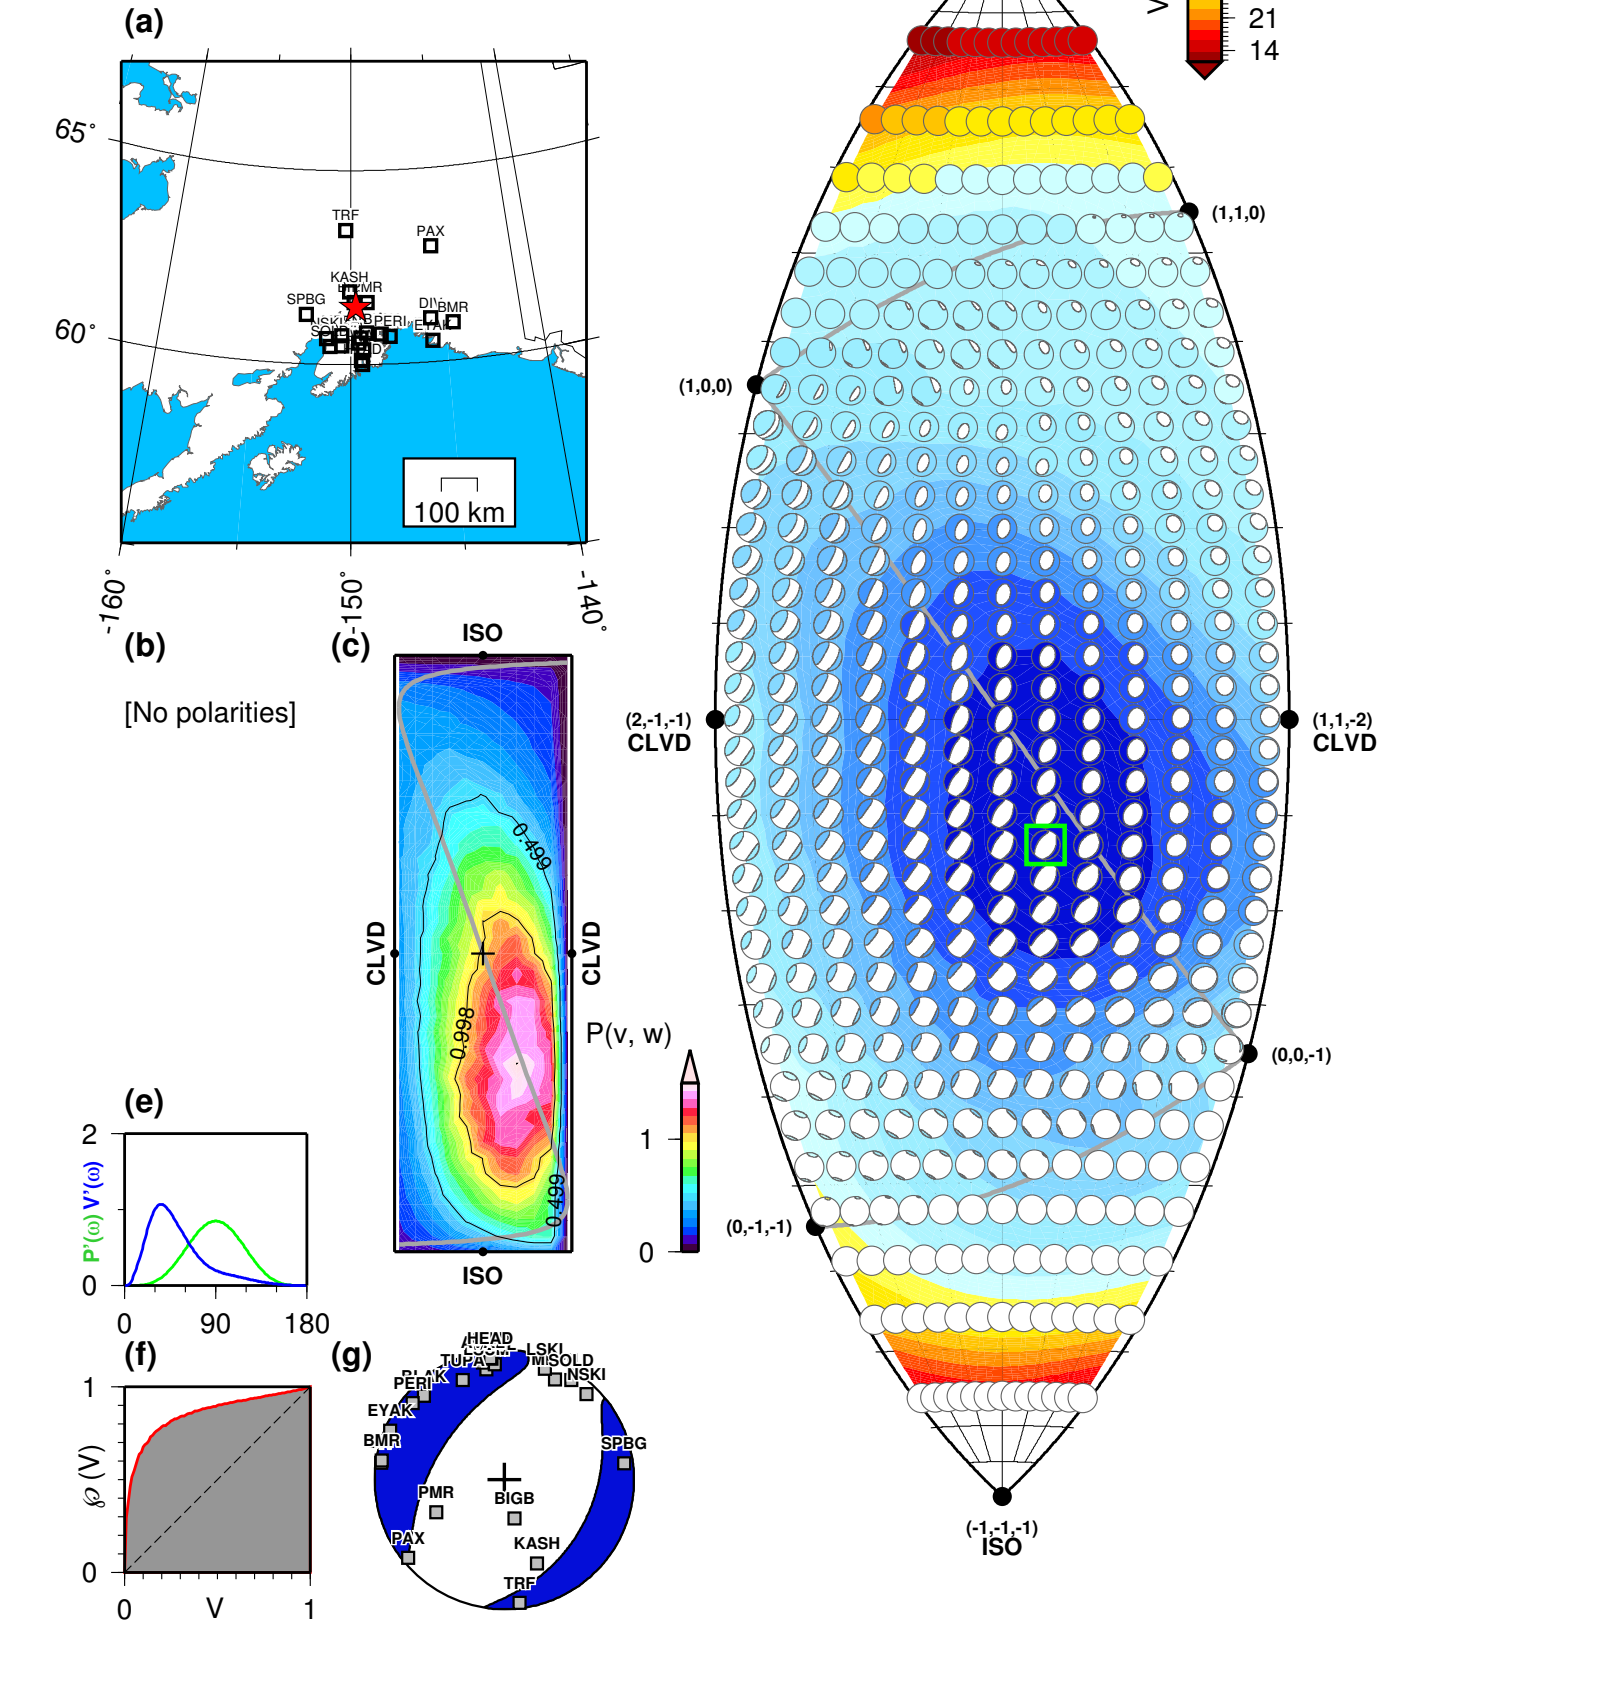 (a)
65°
60°
-160°
-150°
-140°
TRF
PAX
KASH
SPBG
BMR
PERI
EYAK
100 km
V
21
14
(1,1,0)
(1,0,0)
(2,-1,-1)
CLVD
(1,1,-2)
CLVD
(0,0,-1)
(0,-1,-1)
(-1,-1,-1)
ISO
(b)
[No polarities]
(c)
ISO
CLVD
CLVD
0.499
0.998
0.499
ISO
P(v, w)
1
0
(e)
2
0
P'(ω) V'(ω)
0 90 180
(f)
1
0
℘ (V)
0 V 1
(g)
HEAD
TUPA
LSKI
SOLD
NSKI
PERI
EYAK
BMR
SPBG
PMR
BIGB
PAX
KASH
TRF